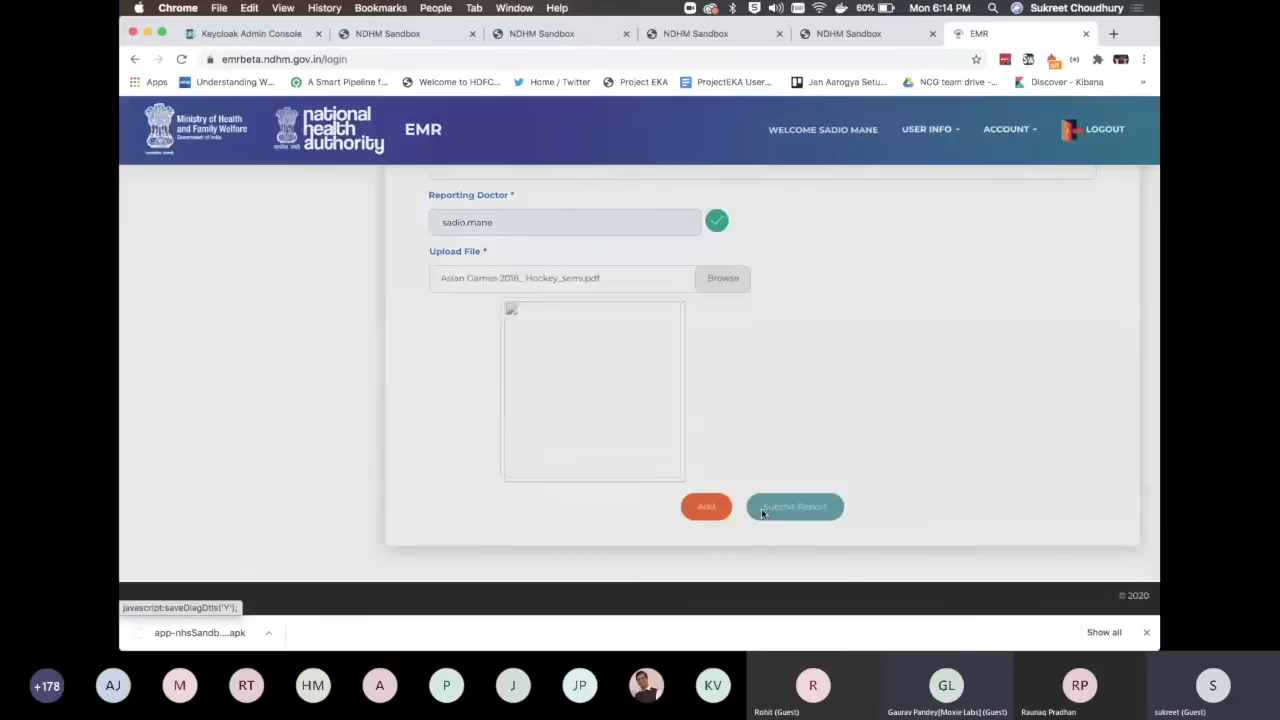 Chrome File Edit View History Bookmarks People Tab Window Help 60% Mon 6:14 PM Sukreet Choudhury
Keycloak Admin Console NDHM Sandbox NDHM Sandbox NDHM Sandbox NDHM Sandbox EMR
emrbeta.ndhm.gov.in/login
Apps Understanding W... A Smart Pipeline f... Welcome to HDFC... Home / Twitter Project EKA ProjectEKA User... Jan Aarogya Setu... NCG team drive -... Discover - Kibana »
Ministry of Health
and Family Welfare
Government of India
national
health
authority
EMR
WELCOME SADIO MANE USER INFO ACCOUNT LOGOUT
Reporting Doctor *
sadio.mane
Upload File *
Asian Games 2018_ Hockey_semi.pdf Browse
Add Submit Report
© 2020
javascript:saveDiagDtls('Y');
app-nhsSandb....apk Show all
+178 AJ M RT HM A P J JP KV R GL RP S
Rohit (Guest) Gaurav Pandey[Moxie Labs] (Guest) Raunaq Pradhan sukreet (Guest)